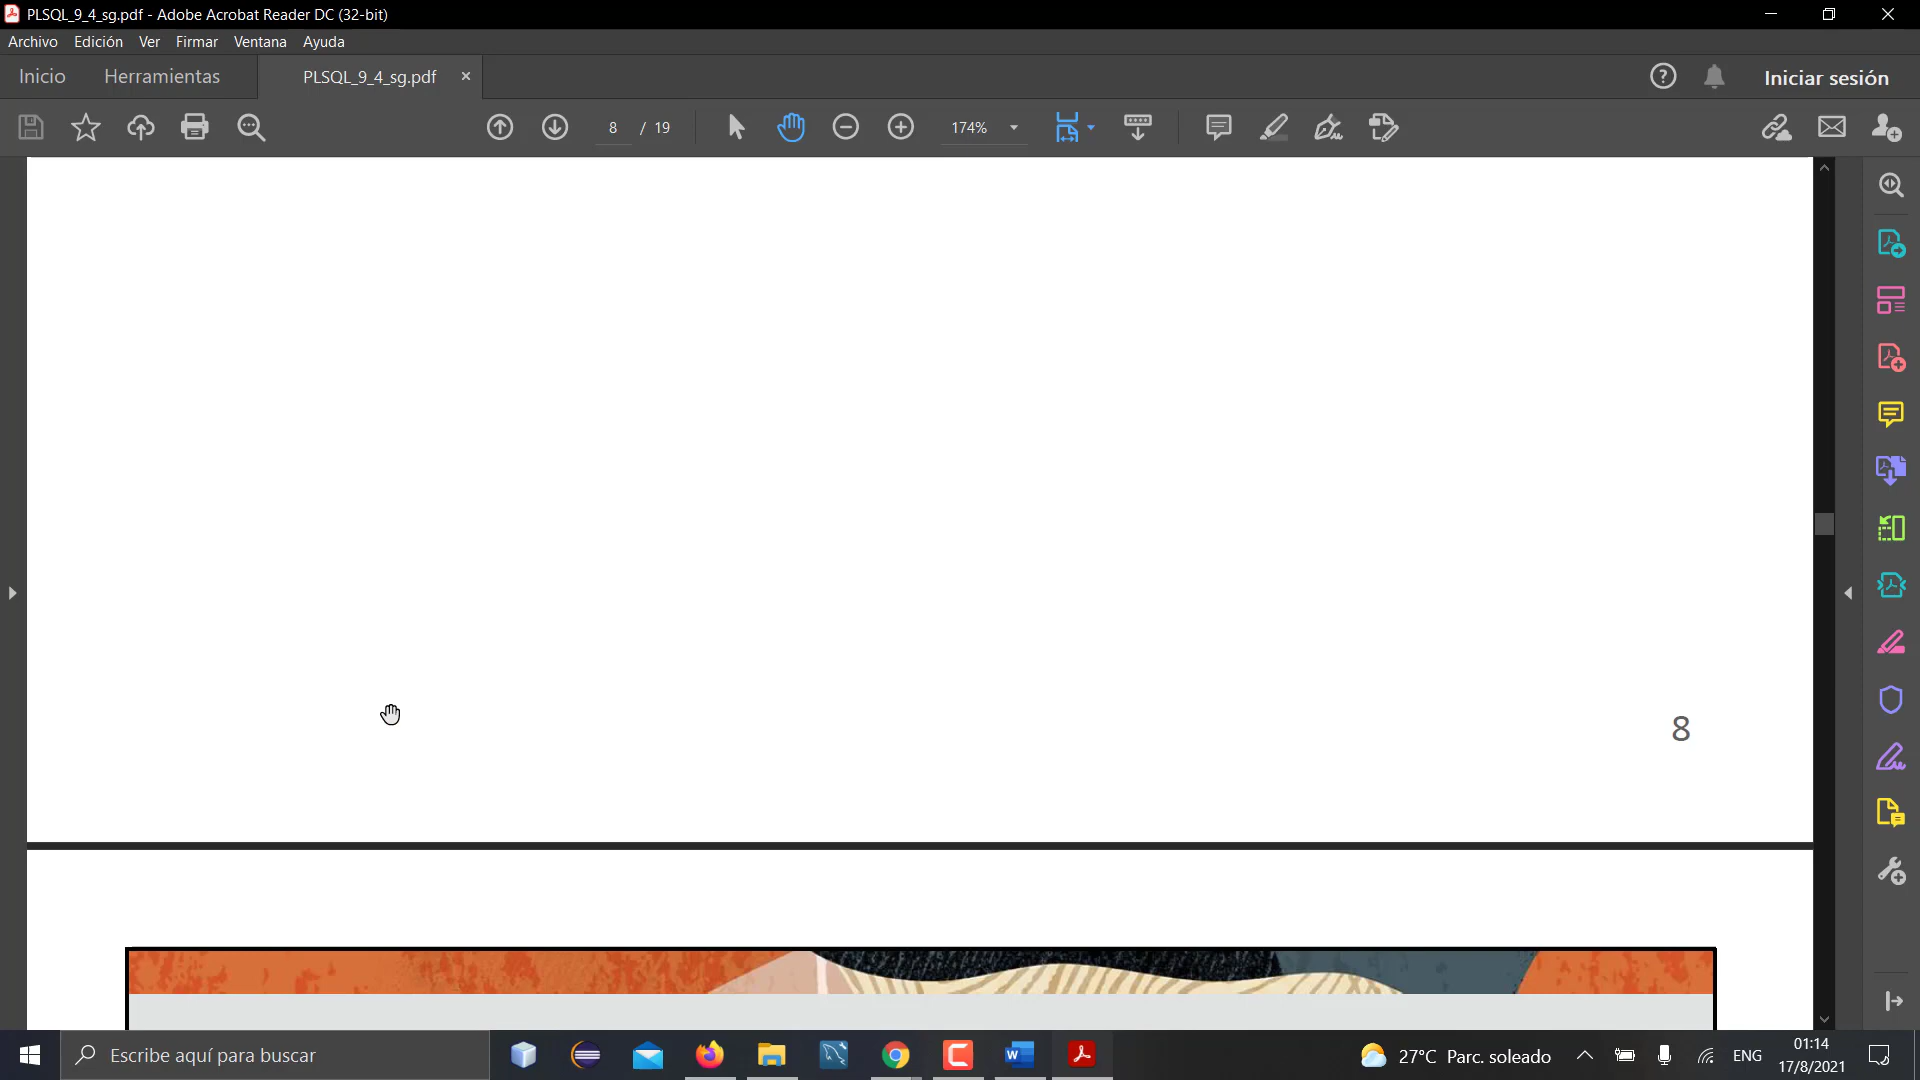 PLSQL_9_4_sg.pdf - Adobe Acrobat Reader DC (32-bit)
Archivo Edición Ver Firmar Ventana Ayuda
Inicio Herramientas PLSQL_9_4_sg.pdf Iniciar sesión
8 / 19 174%
8
Escribe aquí para buscar
27°C Parc. soleado ENG
01:14
17/8/2021